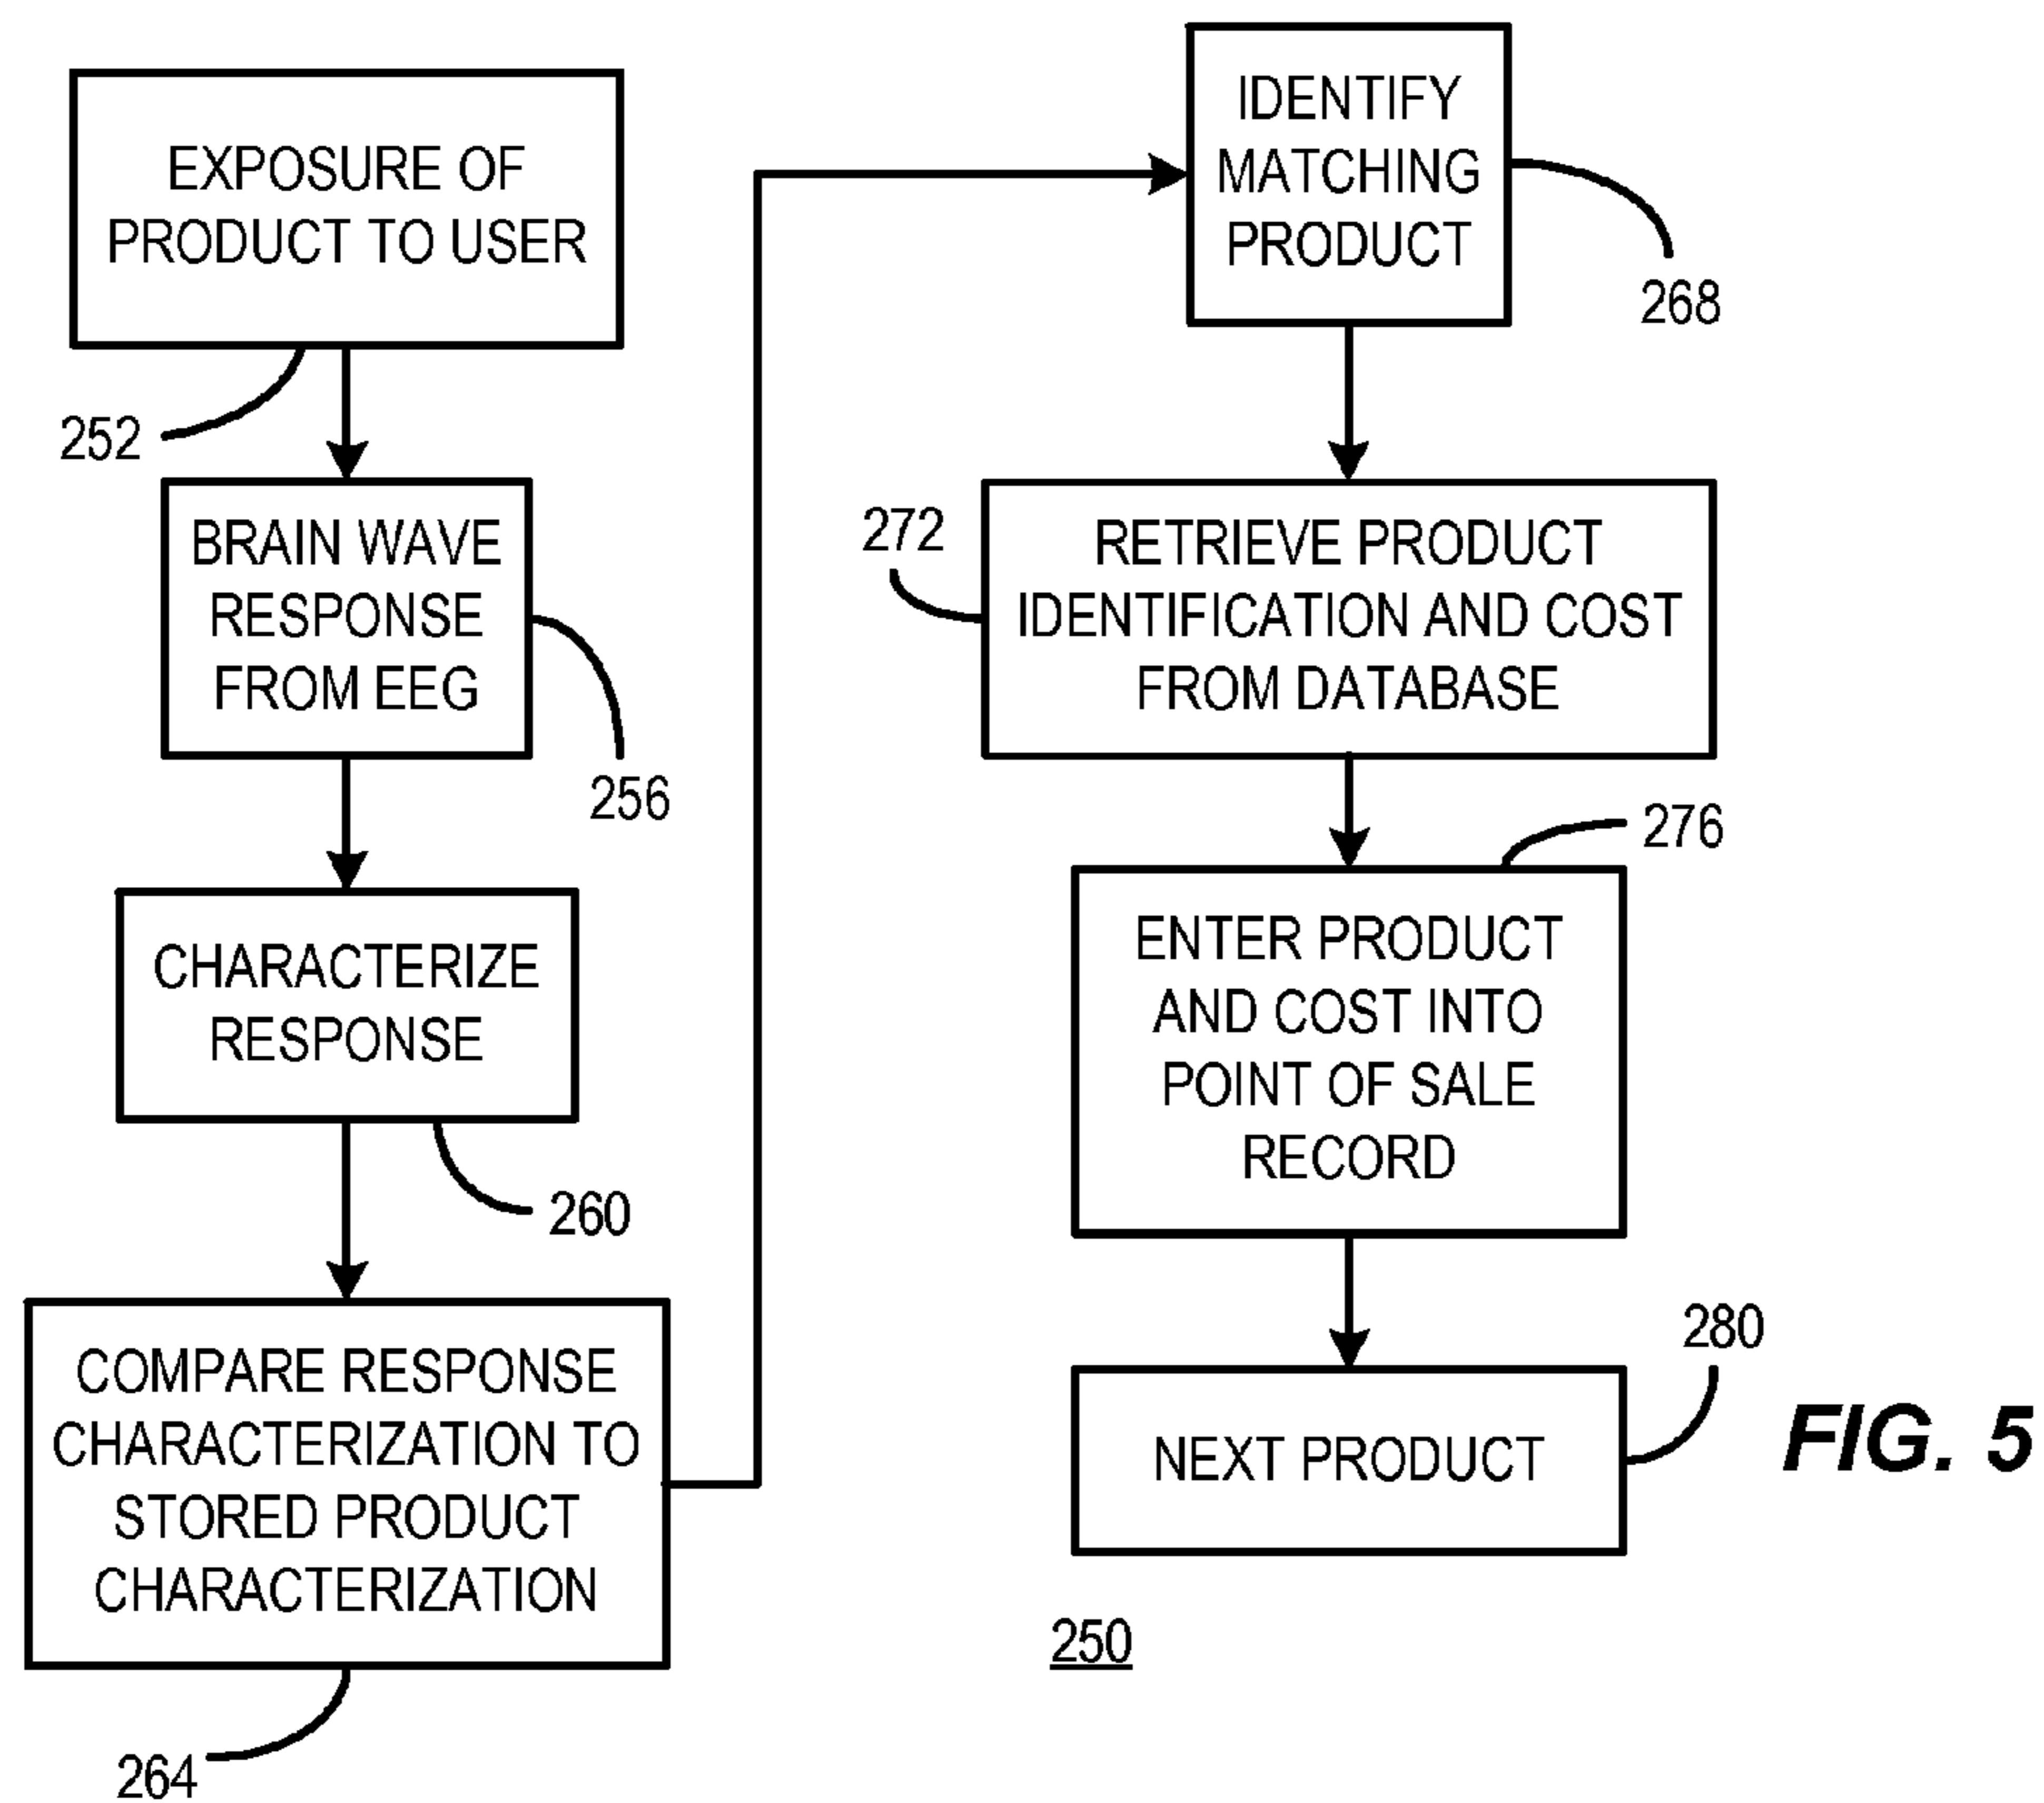 EXPOSURE OF
PRODUCT TO USER
252
BRAIN WAVE
RESPONSE
FROM EEG
256
CHARACTERIZE
RESPONSE
260
COMPARE RESPONSE
CHARACTERIZATION TO
STORED PRODUCT
CHARACTERIZATION
264
IDENTIFY
MATCHING
PRODUCT
268
272
RETRIEVE PRODUCT
IDENTIFICATION AND COST
FROM DATABASE
276
ENTER PRODUCT
AND COST INTO
POINT OF SALE
RECORD
280
NEXT PRODUCT
250
FIG. 5